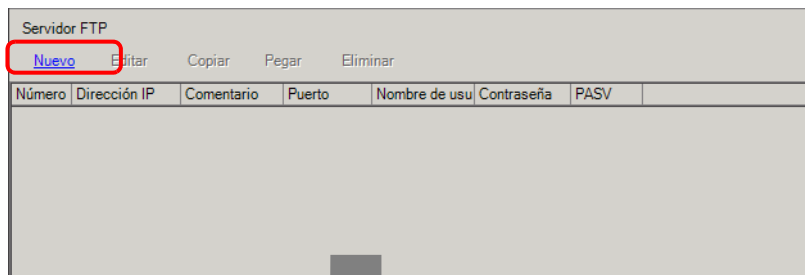 Servidor FTP
Nuevo Editar Copiar Pegar Eliminar
Número Dirección IP Comentario Puerto Nombre de usu Contraseña PASV